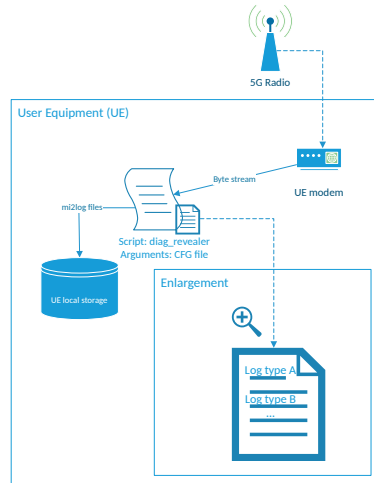 5G Radio
User Equipment (UE)
UE modem
Byte stream
mi2log files
Script: diag_revealer
Arguments: CFG file
UE local storage
Enlargement
Log type A
Log type B
...